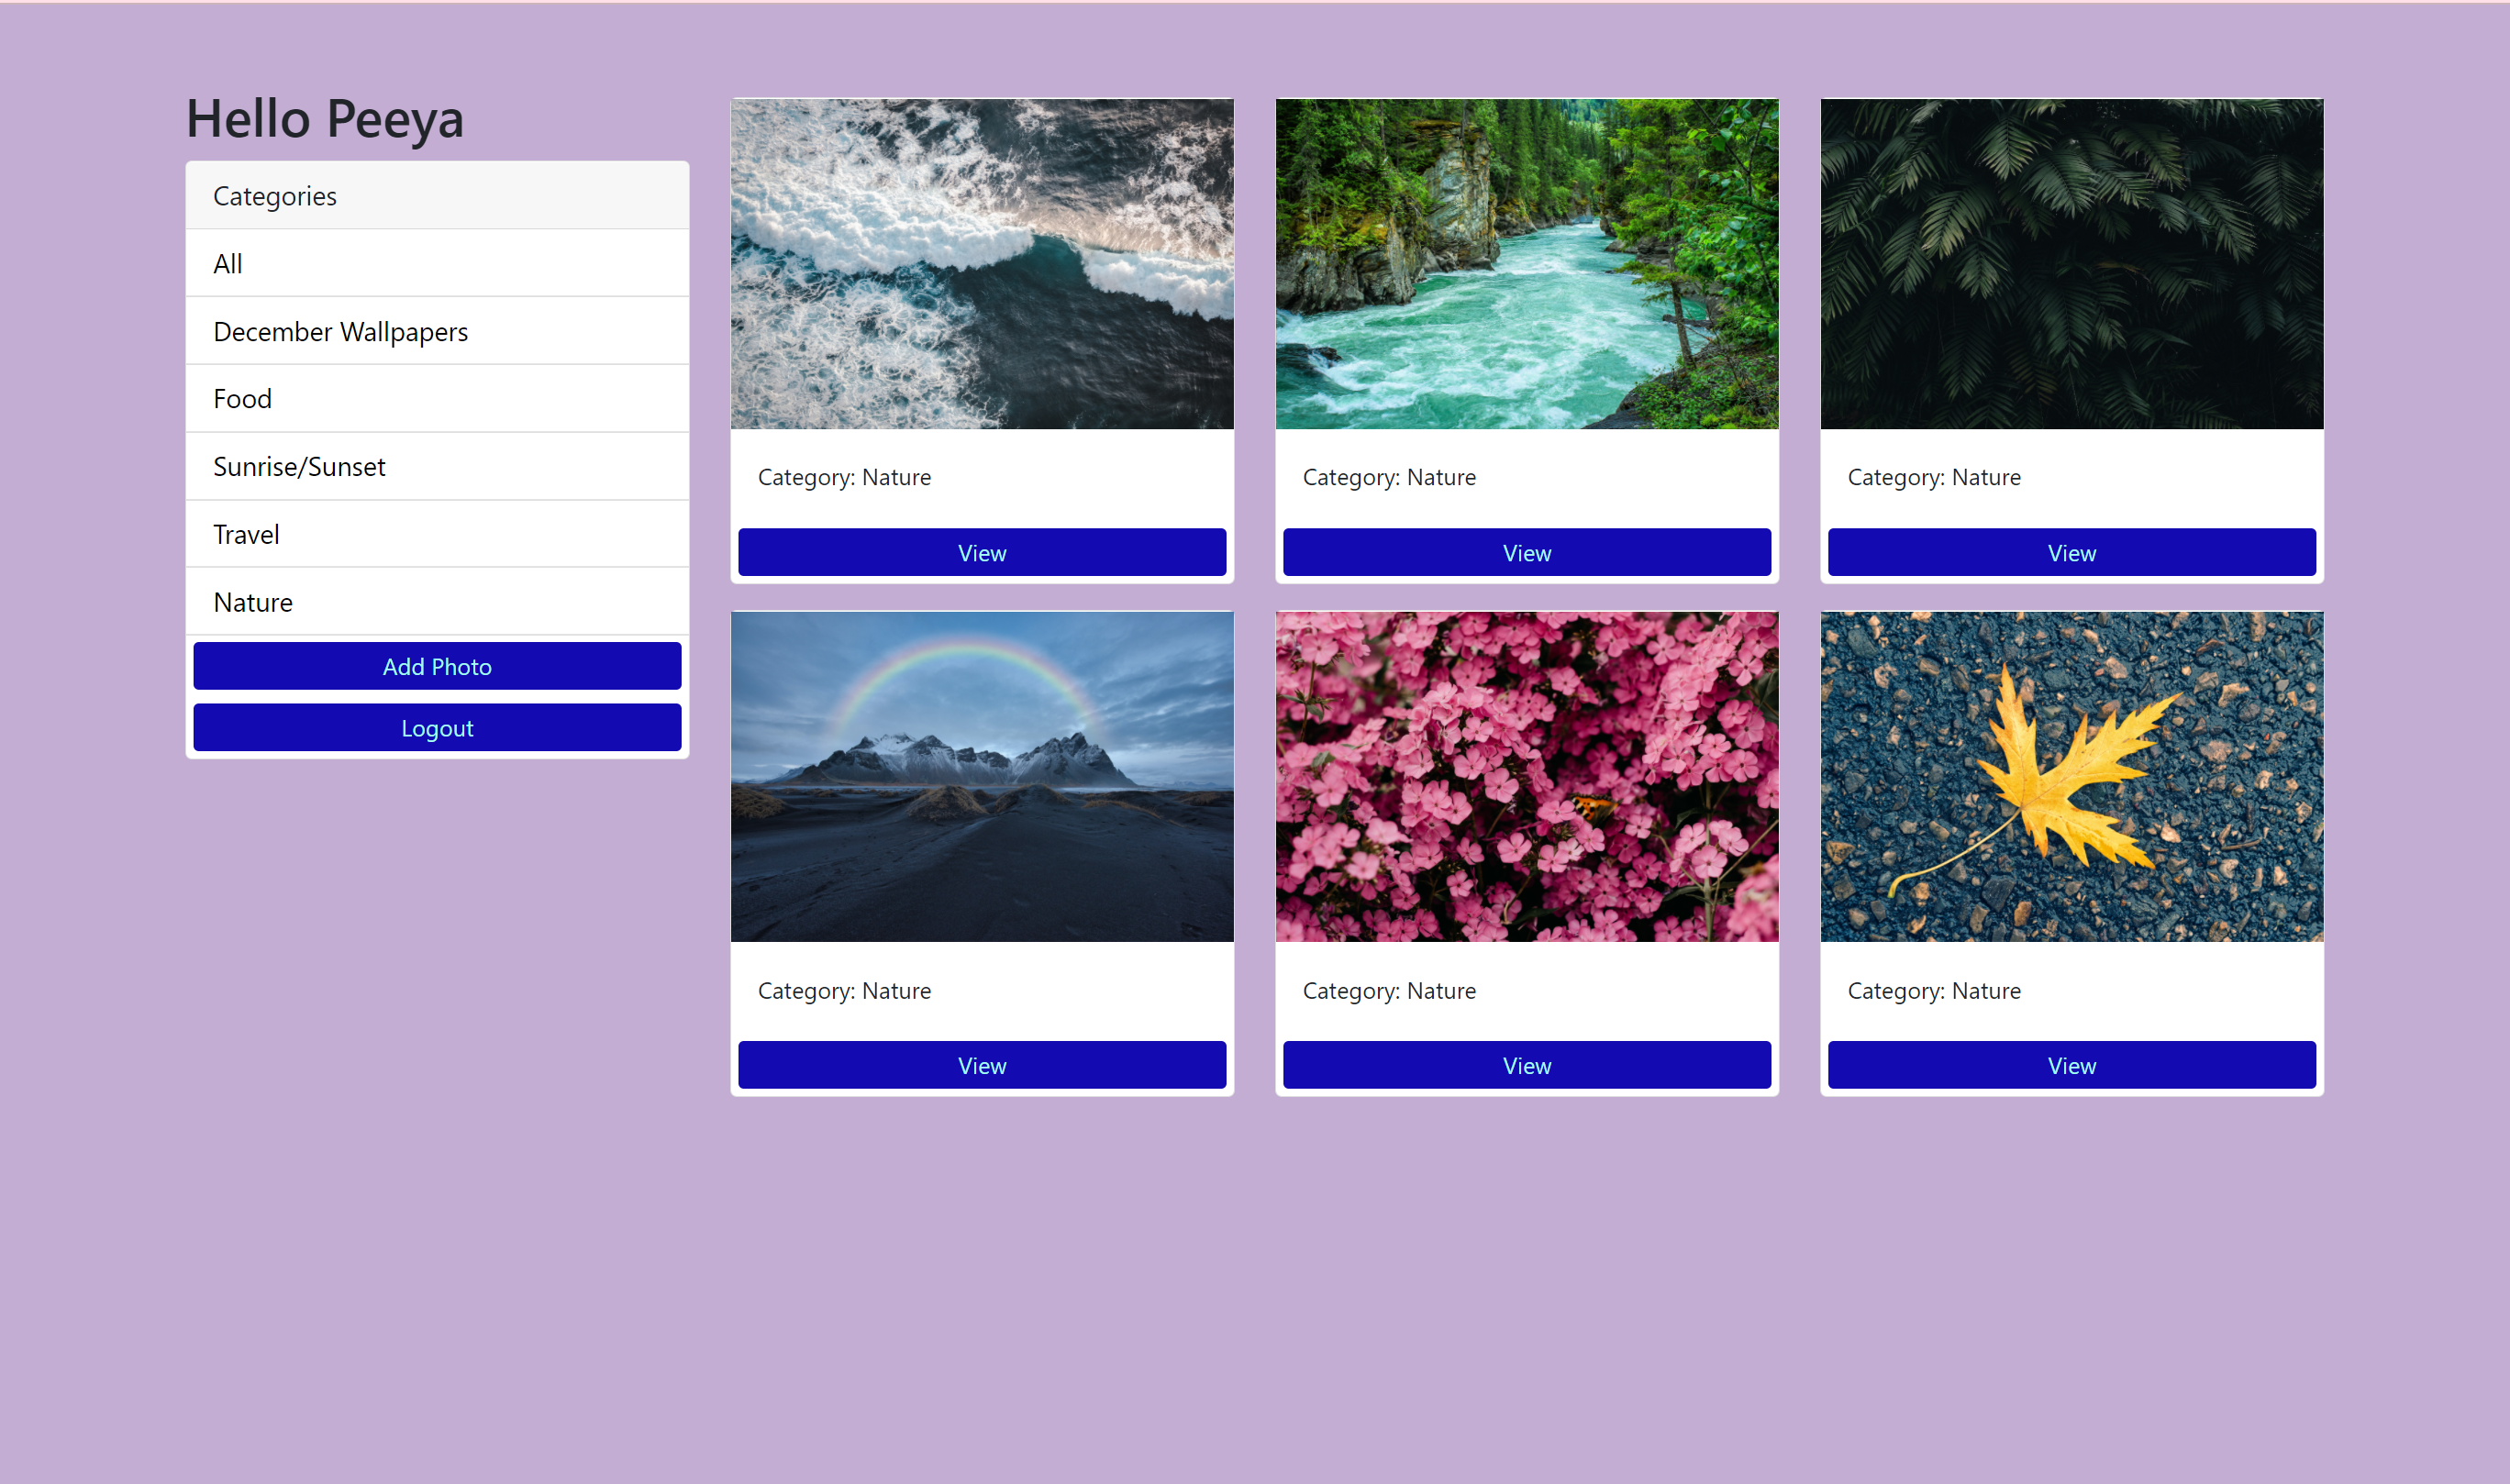 Hello Peeya
Categories
All
December Wallpapers
Food
Sunrise/Sunset
Travel
Nature
Add Photo
Logout
Category: Nature
View
Category: Nature
View
Category: Nature
View
Category: Nature
View
Category: Nature
View
Category: Nature
View